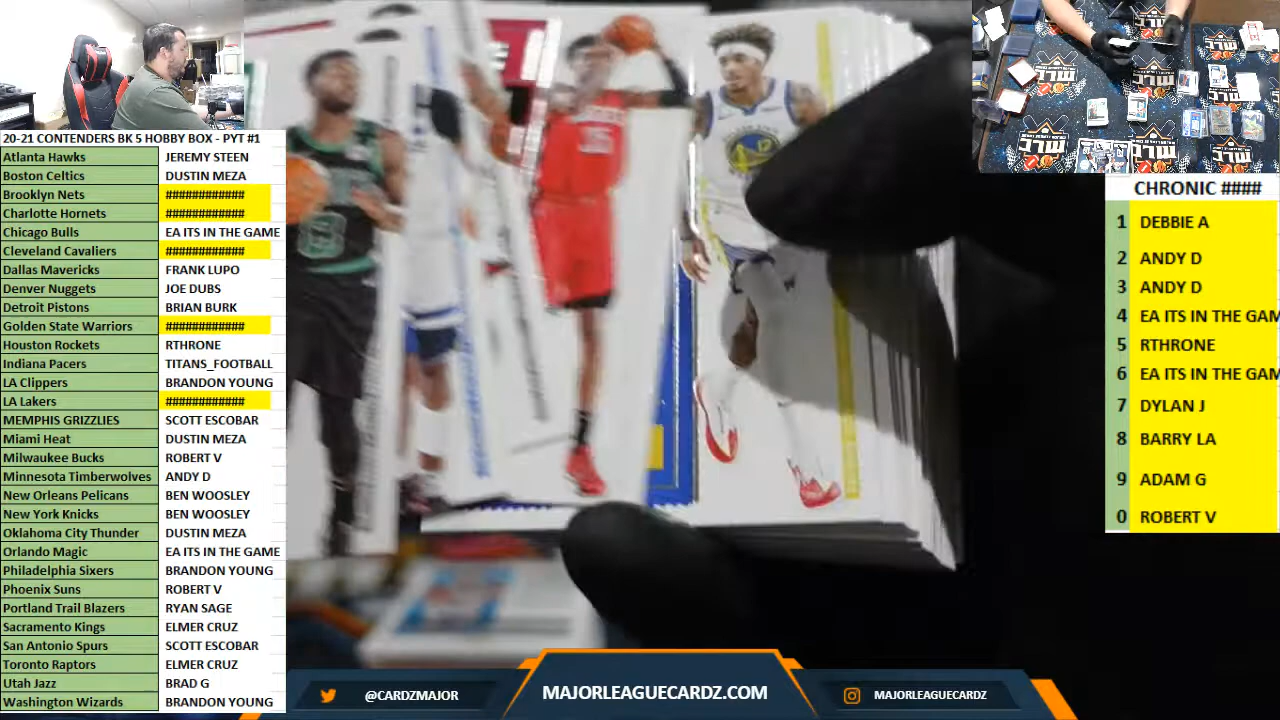 20-21 CONTENDERS BK 5 HOBBY BOX - PYT #1
Atlanta Hawks JEREMY STEEN
Boston Celtics DUSTIN MEZA
Brooklyn Nets ############
Charlotte Hornets ############
Chicago Bulls EA ITS IN THE GAME
Cleveland Cavaliers ############
Dallas Mavericks FRANK LUPO
Denver Nuggets JOE DUBS
Detroit Pistons BRIAN BURK
Golden State Warriors ############
Houston Rockets RTHRONE
Indiana Pacers TITANS_FOOTBALL
LA Clippers BRANDON YOUNG
LA Lakers ############
MEMPHIS GRIZZLIES SCOTT ESCOBAR
Miami Heat DUSTIN MEZA
Milwaukee Bucks ROBERT V
Minnesota Timberwolves ANDY D
New Orleans Pelicans BEN WOOSLEY
New York Knicks BEN WOOSLEY
Oklahoma City Thunder DUSTIN MEZA
Orlando Magic EA ITS IN THE GAME
Philadelphia Sixers BRANDON YOUNG
Phoenix Suns ROBERT V
Portland Trail Blazers RYAN SAGE
Sacramento Kings ELMER CRUZ
San Antonio Spurs SCOTT ESCOBAR
Toronto Raptors ELMER CRUZ
Utah Jazz BRAD G
Washington Wizards BRANDON YOUNG
CHRONIC ####
1 DEBBIE A
2 ANDY D
3 ANDY D
4 EA ITS IN THE GAM
5 RTHRONE
6 EA ITS IN THE GAM
7 DYLAN J
8 BARRY LA
9 ADAM G
0 ROBERT V
@CARDZMAJOR
MAJORLEAGUECARDZ.COM
MAJORLEAGUECARDZ